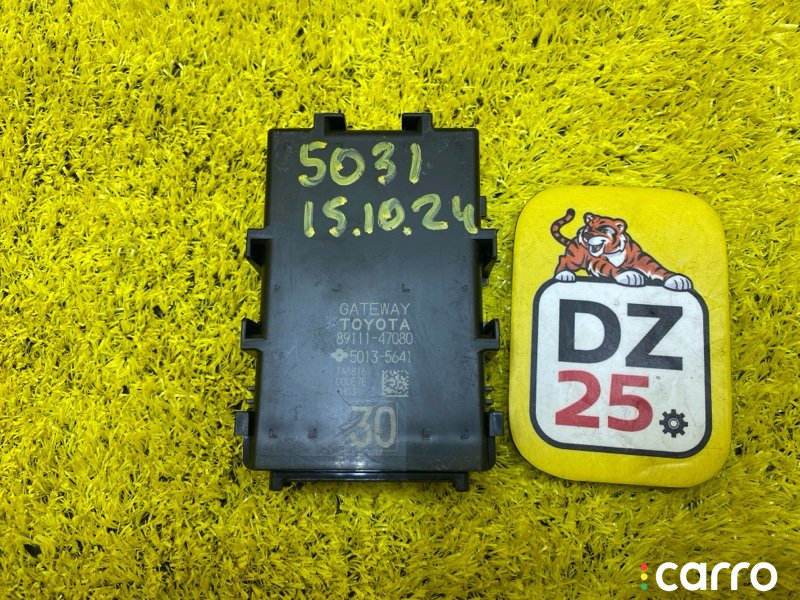 5031
15.10.24
GATEWAY
TOYOTA
89111-47080
5013-5641
30
DZ
25.
carro